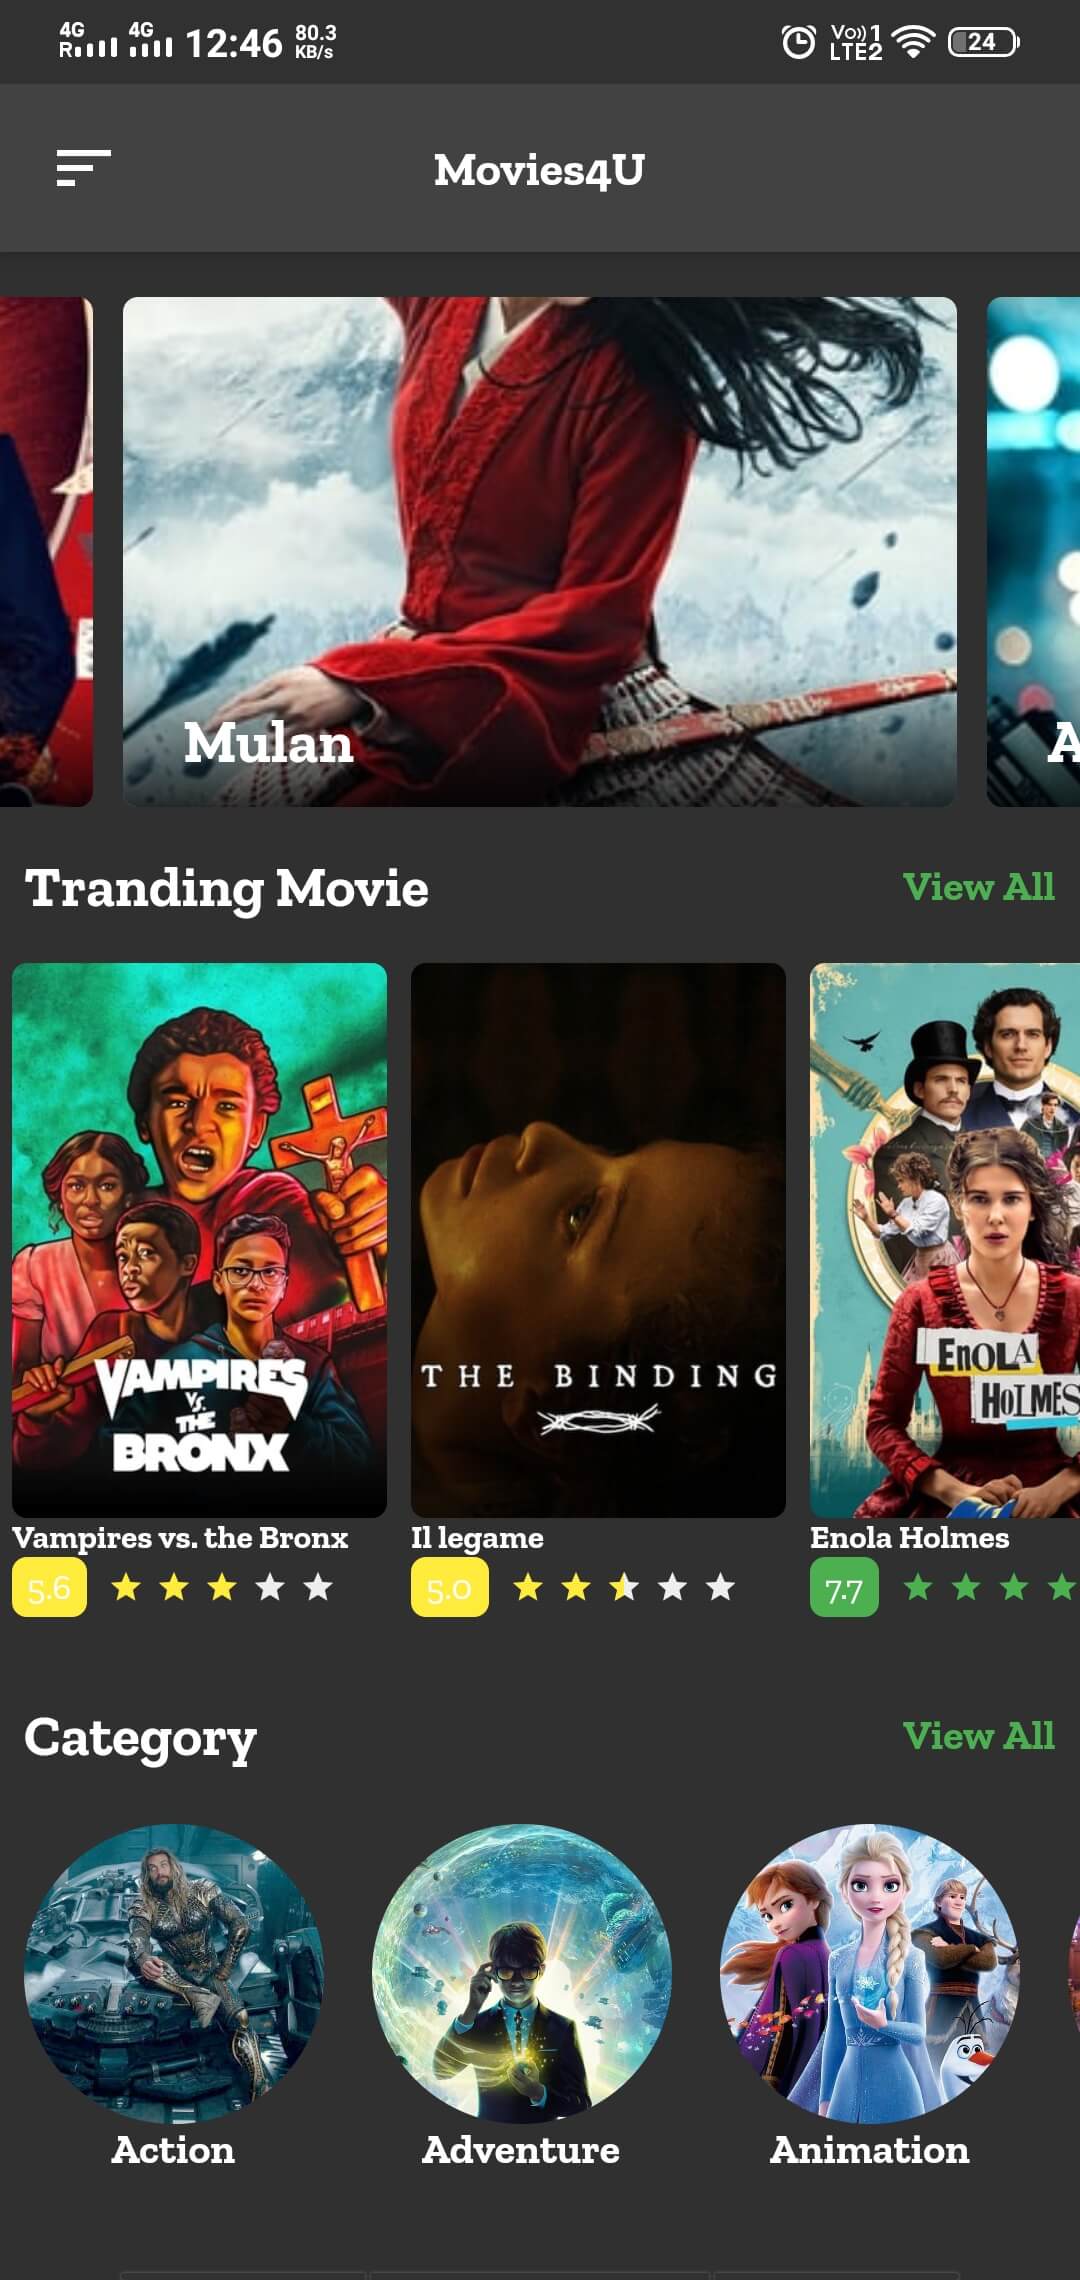 4G 4G 12:46 80.3 KB/s
R
Vo)) 1 LTE2 24
Movies4U
Mulan
A
Tranding Movie View All
VAMPIRES
VS.
THE
BRONX
THE BINDING
ENOLA
HOLMES
Vampires vs. the Bronx
5.6
Il legame
5.0
Enola Holmes
7.7
Category View All
Action Adventure Animation